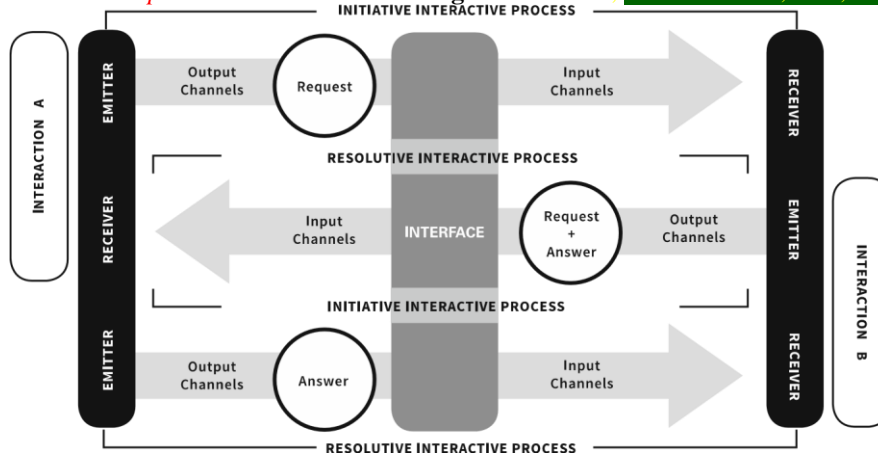 INITIATIVE INTERACTIVE PROCESS
INTERACTION A
EMITTER
Output
Channels
Request
Input
Channels
RECEIVER
RESOLUTIVE INTERACTIVE PROCESS
RECEIVER
Input
Channels
INTERFACE
Request
+
Answer
Output
Channels
EMITTER
INITIATIVE INTERACTIVE PROCESS
INTERACTION B
EMITTER
Output
Channels
Answer
Input
Channels
RECEIVER
RESOLUTIVE INTERACTIVE PROCESS